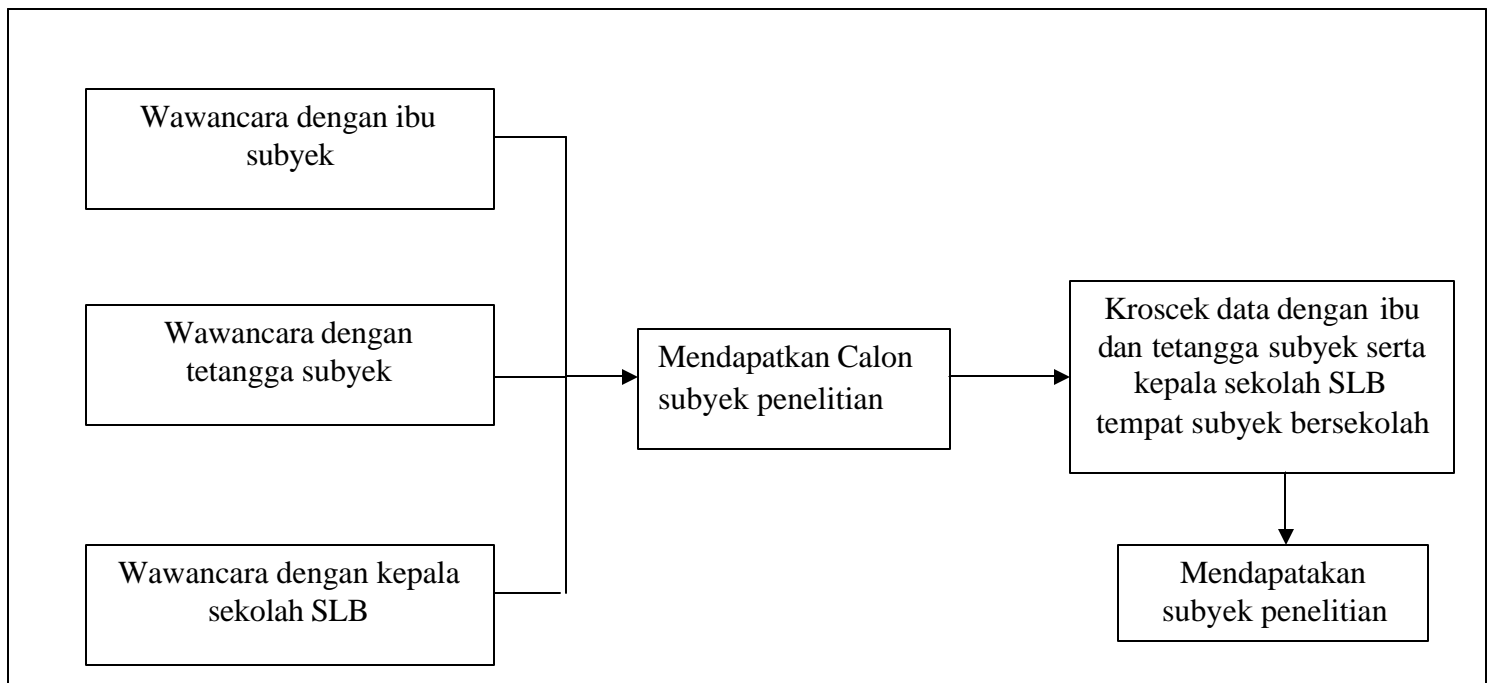 Wawancara dengan ibu
subyek
Wawancara dengan
tetangga subyek
Wawancara dengan kepala
sekolah SLB
Mendapatkan Calon
subyek penelitian
Kroscek data dengan ibu
dan tetangga subyek serta
kepala sekolah SLB
tempat subyek bersekolah
Mendapatakan
subyek penelitian